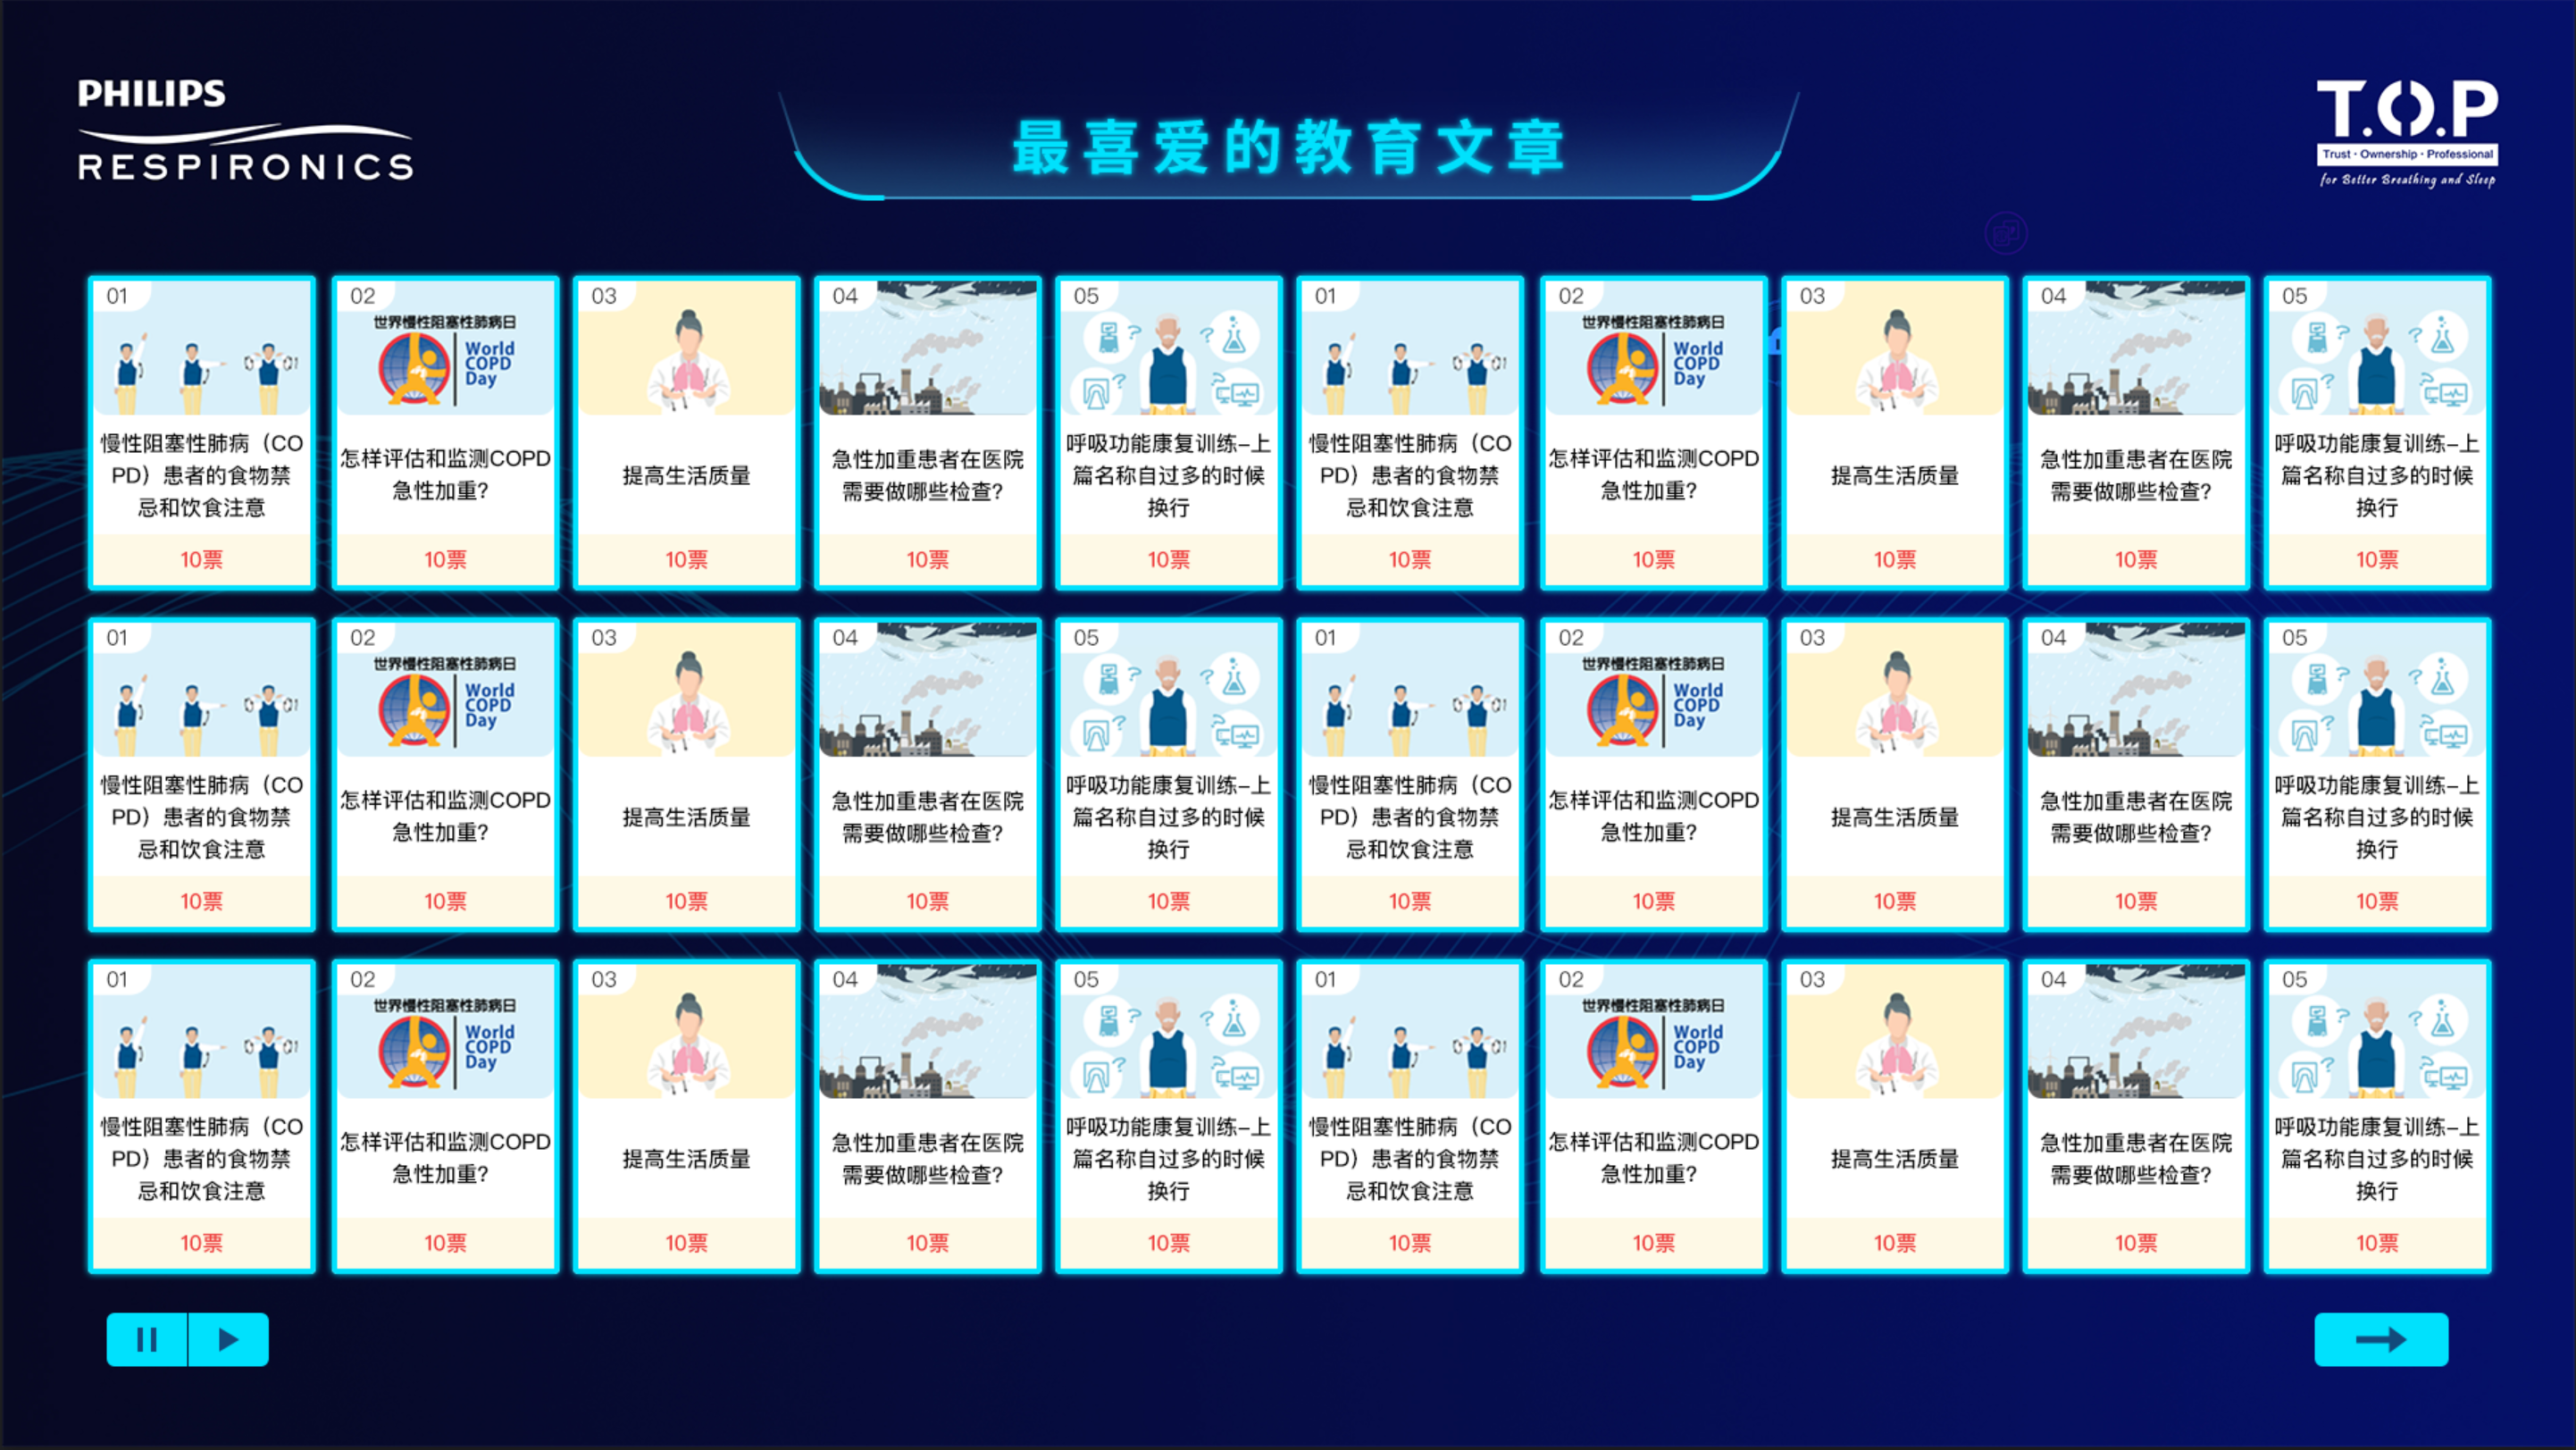 PHILIPS
RESPIRONICS
最喜爱的教育文章
T.O.P
Trust · Ownership · Professional
for Better Breathing and Sleep
01
慢性阻塞性肺病（CO
PD）患者的食物禁
忌和饮食注意
10票
02
世界慢性阻塞性肺病日
World
COPD
Day
怎样评估和监测COPD
急性加重？
10票
03
提高生活质量
10票
04
急性加重患者在医院
需要做哪些检查？
10票
05
呼吸功能康复训练–上
篇名称自过多的时候
换行
10票
01
慢性阻塞性肺病（CO
PD）患者的食物禁
忌和饮食注意
10票
02
世界慢性阻塞性肺病日
World
COPD
Day
怎样评估和监测COPD
急性加重？
10票
03
提高生活质量
10票
04
急性加重患者在医院
需要做哪些检查？
10票
05
呼吸功能康复训练–上
篇名称自过多的时候
换行
10票
01
慢性阻塞性肺病（CO
PD）患者的食物禁
忌和饮食注意
10票
02
世界慢性阻塞性肺病日
World
COPD
Day
怎样评估和监测COPD
急性加重？
10票
03
提高生活质量
10票
04
急性加重患者在医院
需要做哪些检查？
10票
05
呼吸功能康复训练–上
篇名称自过多的时候
换行
10票
01
慢性阻塞性肺病（CO
PD）患者的食物禁
忌和饮食注意
10票
02
世界慢性阻塞性肺病日
World
COPD
Day
怎样评估和监测COPD
急性加重？
10票
03
提高生活质量
10票
04
急性加重患者在医院
需要做哪些检查？
10票
05
呼吸功能康复训练–上
篇名称自过多的时候
换行
10票
01
慢性阻塞性肺病（CO
PD）患者的食物禁
忌和饮食注意
10票
02
世界慢性阻塞性肺病日
World
COPD
Day
怎样评估和监测COPD
急性加重？
10票
03
提高生活质量
10票
04
急性加重患者在医院
需要做哪些检查？
10票
05
呼吸功能康复训练–上
篇名称自过多的时候
换行
10票
01
慢性阻塞性肺病（CO
PD）患者的食物禁
忌和饮食注意
10票
02
世界慢性阻塞性肺病日
World
COPD
Day
怎样评估和监测COPD
急性加重？
10票
03
提高生活质量
10票
04
急性加重患者在医院
需要做哪些检查？
10票
05
呼吸功能康复训练–上
篇名称自过多的时候
换行
10票